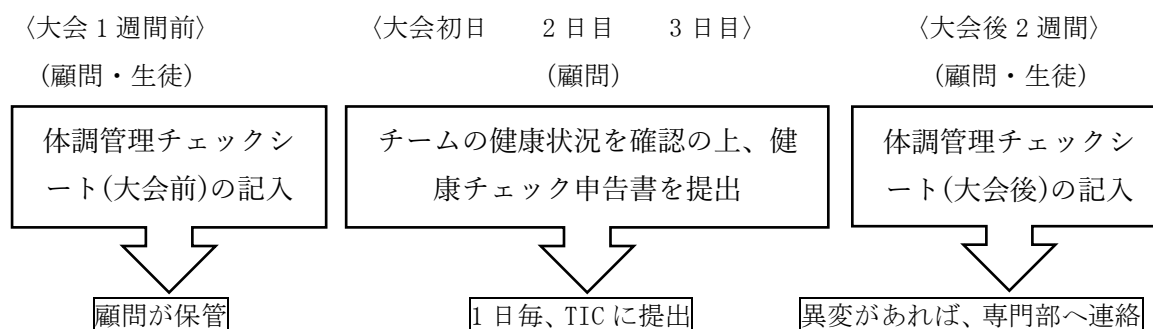 〈大会1週間前〉
(顧問・生徒)
体調管理チェックシ
ート(大会前)の記入
顧問が保管
〈大会初日　　2日目　　3日目〉
(顧問)
チームの健康状況を確認の上、健
康チェック申告書を提出
1日毎、TICに提出
〈大会後2週間〉
(顧問・生徒)
体調管理チェックシ
ート(大会後)の記入
異変があれば、専門部へ連絡